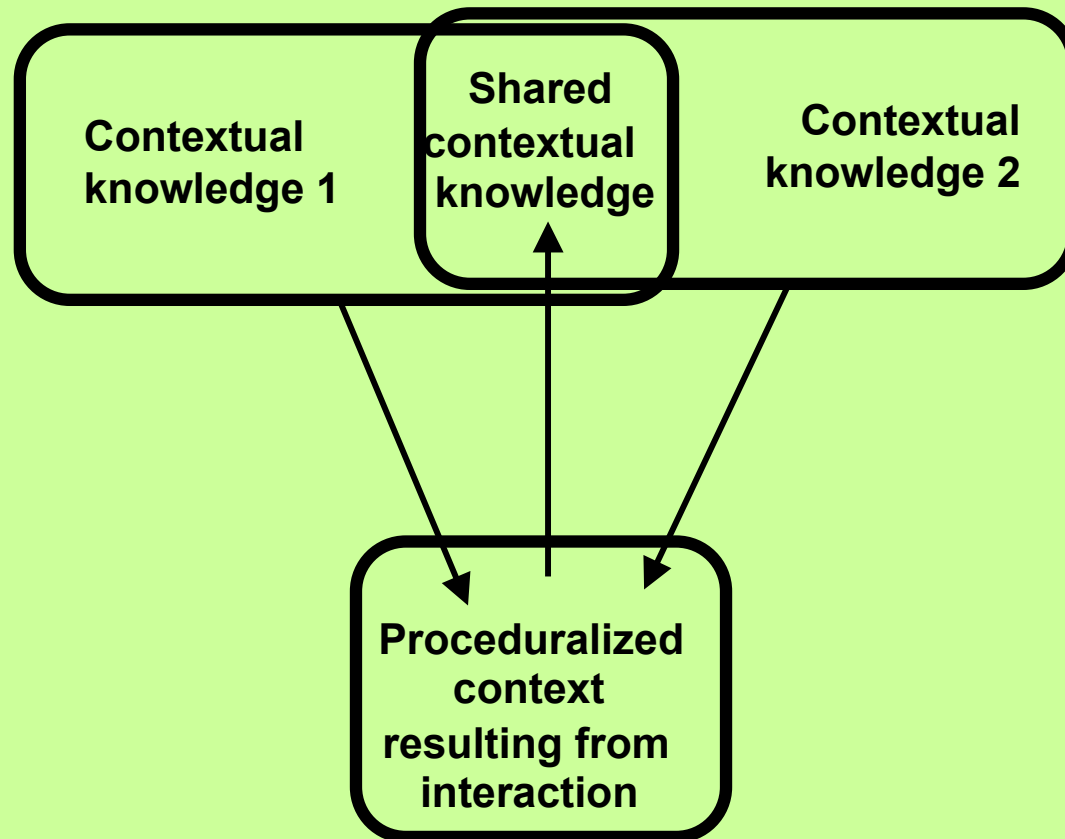 Contextual
knowledge 1
Shared
contextual
knowledge
Contextual
knowledge 2
Proceduralized
context
resulting from
interaction